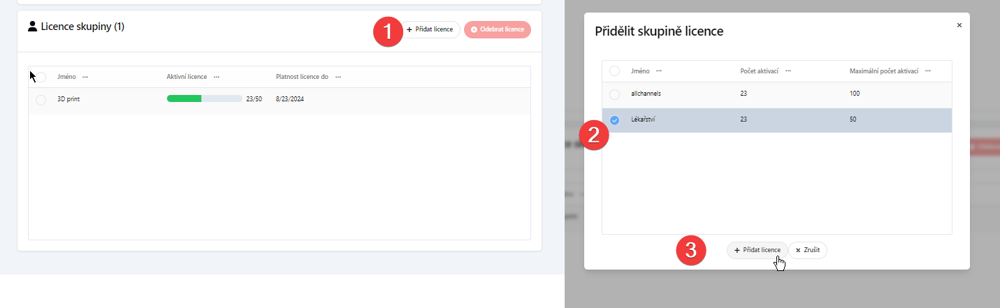 Licence skupiny (1)
1
+ Přidat licence
Odebrat licence
Jméno ···
Aktivní licence ···
Platnost licence do ···
3D print
23/50
8/23/2024
Přidělit skupině licence
×
Jméno ···
Počet aktivací ···
Maximální počet aktivací ···
allchannels
23
100
Lékařství
23
50
2
3
+ Přidat licence
× Zrušit